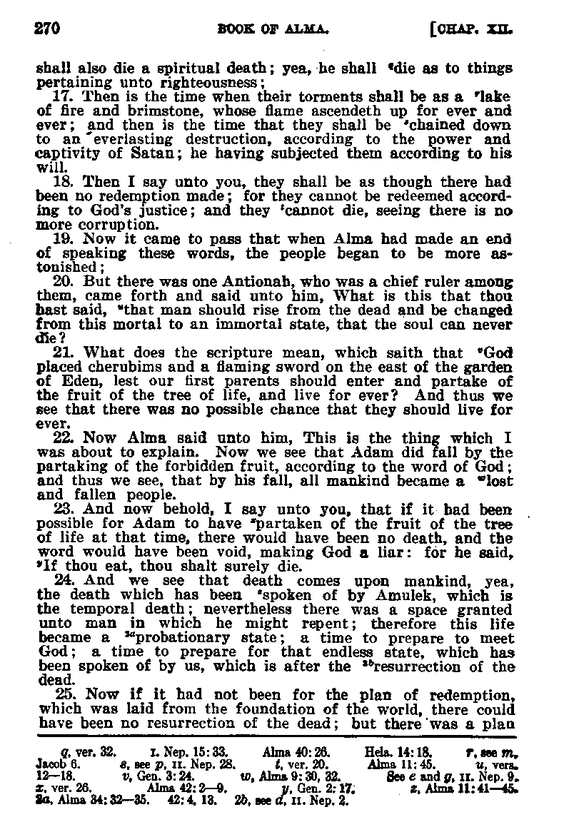 270 BOOK OF ALMA. [CHAP. XII.
shall also die a spiritual death; yea, he shall qdie as to things
pertaining unto righteousness;
17. Then is the time when their torments shall be as a rlake
of fire and brimstone, whose flame ascendeth up for ever and
ever; and then is the time that they shall be schained down
to an everlasting destruction, according to the power and
captivity of Satan; he having subjected them according to his
will.
18. Then I say unto you, they shall be as though there had
been no redemption made; for they cannot be redeemed accord-
ing to God's justice; and they tcannot die, seeing there is no
more corruption.
19. Now it came to pass that when Alma had made an end
of speaking these words, the people began to be more as-
tonished;
20. But there was one Antionah, who was a chief ruler among
them, came forth and said unto him, What is this that thou
hast said, uthat man should rise from the dead and be changed
from this mortal to an immortal state, that the soul can never
die?
21. What does the scripture mean, which saith that vGod
placed cherubims and a flaming sword on the east of the garden
of Eden, lest our first parents should enter and partake of
the fruit of the tree of life, and live for ever? And thus we
see that there was no possible chance that they should live for
ever.
22. Now Alma said unto him, This is the thing which I
was about to explain. Now we see that Adam did fall by the
partaking of the forbidden fruit, according to the word of God;
and thus we see, that by his fall, all mankind became a wlost
and fallen people.
23. And now behold, I say unto you, that if it had been
possible for Adam to have xpartaken of the fruit of the tree
of life at that time, there would have been no death, and the
word would have been void, making God a liar: for he said,
yIf thou eat, thou shalt surely die.
24. And we see that death comes upon mankind, yea,
the death which has been zspoken of by Amulek, which is
the temporal death; nevertheless there was a space granted
unto man in which he might repent; therefore this life
became a 2aprobationary state; a time to prepare to meet
God; a time to prepare for that endless state, which has
been spoken of by us, which is after the 2bresurrection of the
dead.
25. Now if it had not been for the plan of redemption,
which was laid from the foundation of the world, there could
have been no resurrection of the dead; but there was a plan
q, ver. 32. I. Nep. 15:33. Alma 40:26. Hela. 14:18. r, see m,
Jacob 6. s, see p, II. Nep. 28. t, ver. 20. Alma 11:45. u, vers.
12—18. v, Gen. 3:24. w, Alma 9:30, 32. See c and g, II. Nep. 9.
x, ver. 26. Alma 42:2—9. y, Gen. 2:17. z, Alma 11:41—45.
2a, Alma 34:32—35. 42:4, 13. 2b, see d, II. Nep. 2.